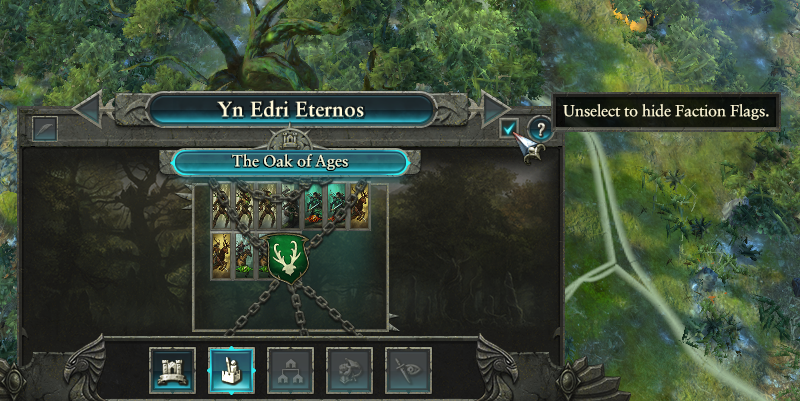 Yn Edri Eternos
Unselect to hide Faction Flags.
?
The Oak of Ages